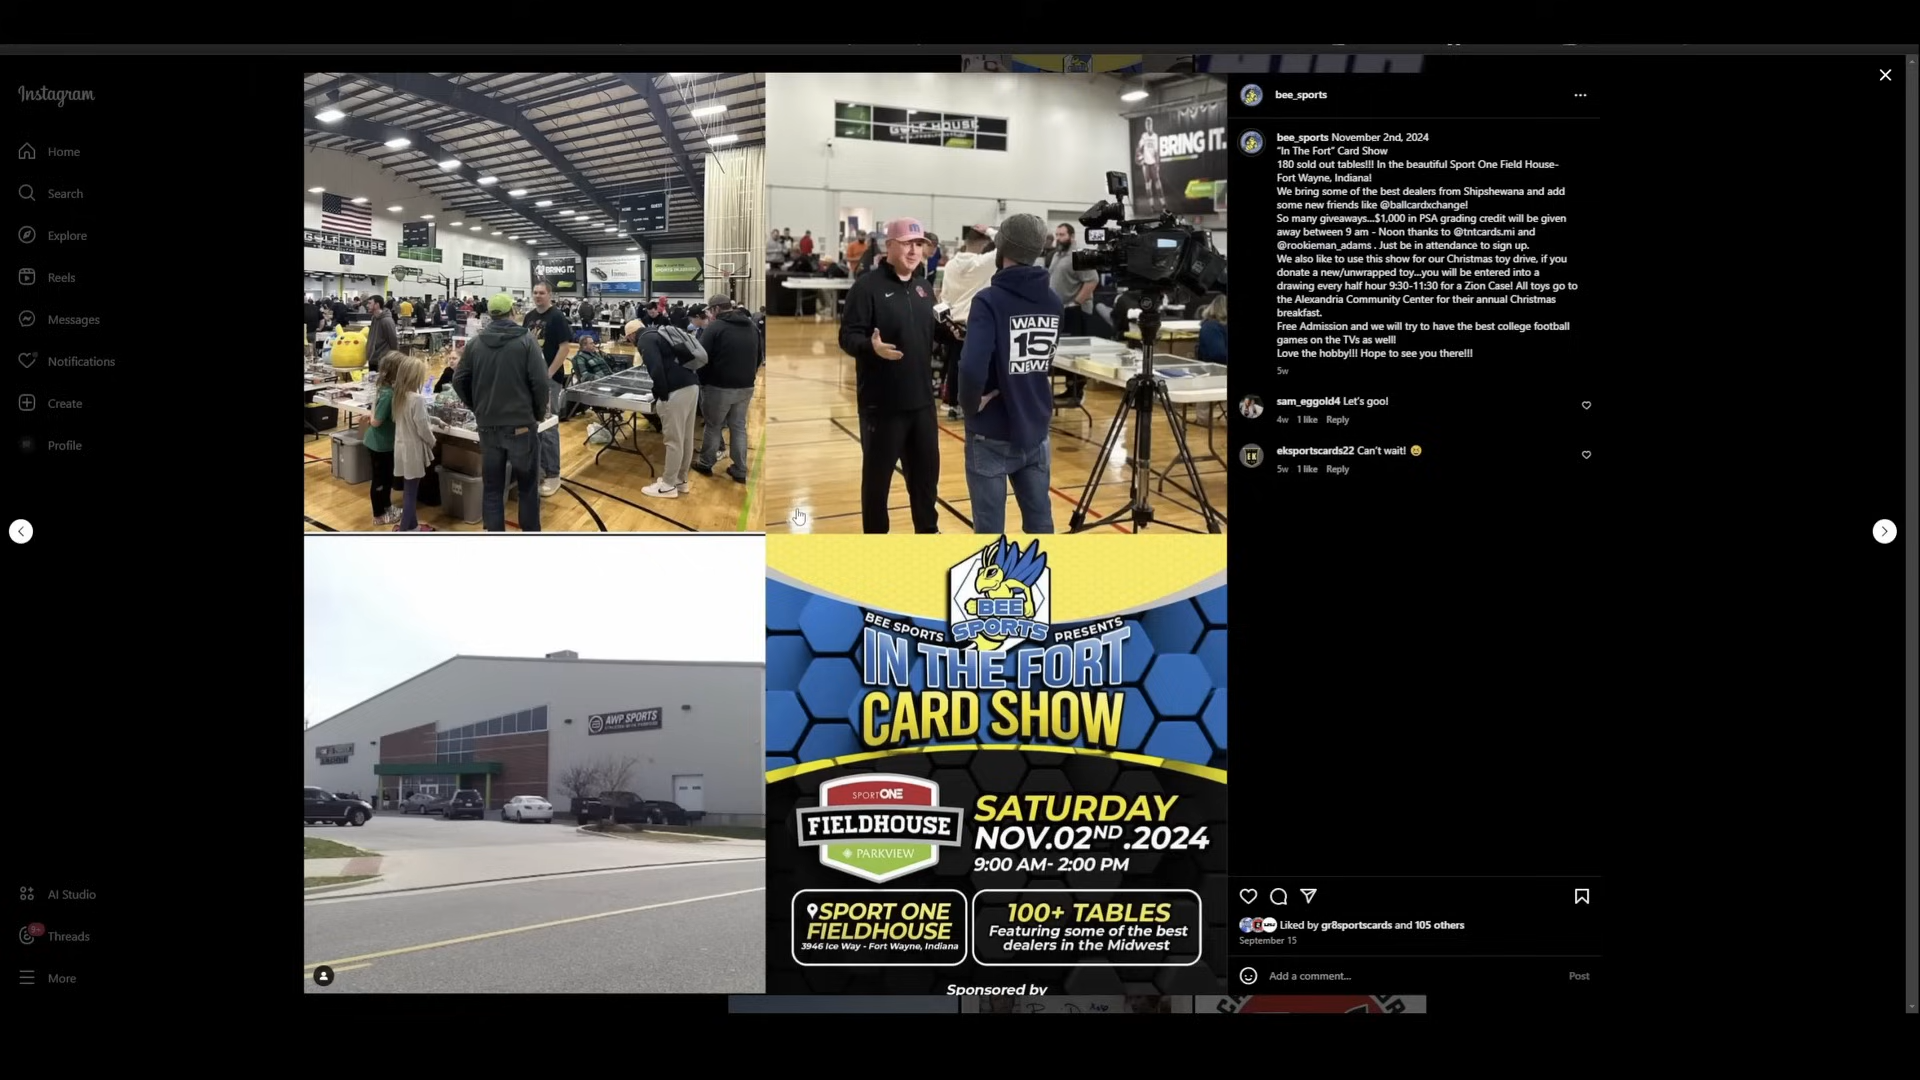 Instagram
Home
Search
Explore
Reels
Messages
Notifications
Create
Profile
AI Studio
9+
Threads
More
GOLF HOUSE
BRING IT.
GOLF HOUSE
BRING IT.
WANE
15
NEWS
AWP SPORTS
BEE
SPORTS
BEE SPORTS PRESENTS
IN THE FORT
CARD SHOW
SPORTONE
FIELDHOUSE
PARKVIEW
SATURDAY
NOV.02ND.2024
9:00 AM- 2:00 PM
SPORT ONE
FIELDHOUSE
3946 Ice Way - Fort Wayne, Indiana
100+ TABLES
Featuring some of the best
dealers in the Midwest
Sponsored by
bee_sports
bee_sports November 2nd, 2024
"In The Fort" Card Show
180 sold out tables!!! In the beautiful Sport One Field House-
Fort Wayne, Indiana!
We bring some of the best dealers from Shipshewana and add
some new friends like @ballcardxchange!
So many giveaways...$1,000 in PSA grading credit will be given
away between 9 am - Noon thanks to @tntcards.mi and
@rookieman_adams . Just be in attendance to sign up.
We also like to use this show for our Christmas toy drive, if you
donate a new/unwrapped toy...you will be entered into a
drawing every half hour 9:30-11:30 for a Zion Case! All toys go to
the Alexandria Community Center for their annual Christmas
breakfast.
Free Admission and we will try to have the best college football
games on the TVs as well!
Love the hobby!!! Hope to see you there!!!
5w
sam_eggold4 Let's goo!
4w 1 like Reply
EK
eksportscards22 Can't wait! 😆
5w 1 like Reply
Liked by gr8sportscards and 105 others
September 15
Add a comment...
Post